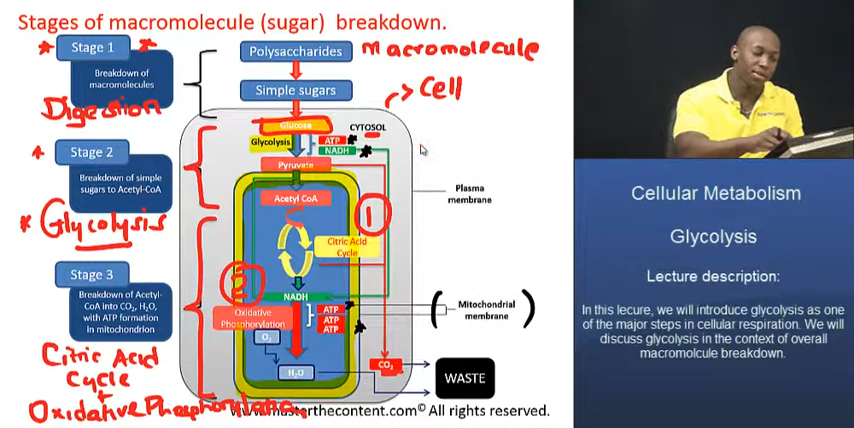 Stages of macromolecule (sugar) breakdown.
Stage 1
Breakdown of
macromolecules
Digestion
Polysaccharides
Macromolecule
Simple sugars
Cell
Glucose
CYTOSOL
Glycolysis
ATP
NADH
Pyruvate
Stage 2
Breakdown of simple
sugars to Acetyl-CoA
Glycolysis
Acetyl CoA
1
Plasma
membrane
Citric Acid
Cycle
Stage 3
Breakdown of Acetyl-
CoA into CO₂, H₂O,
with ATP formation
In mitochondrion
Citric Acid
Cycle
+
Oxidative Phosphorylation
2
NADH
Oxidative
Phosphorylation
ATP
ATP
ATP
( Mitochondrial
membrane )
O₂
H₂O
CO₂
WASTE
www.masterthecontent.com© All rights reserved.
Cellular Metabolism
Glycolysis
Lecture description:
In this lecure, we will introduce glycolysis as one
of the major steps in cellular respiration. We will
discuss glycolysis in the context of overall
macromolcule breakdown.